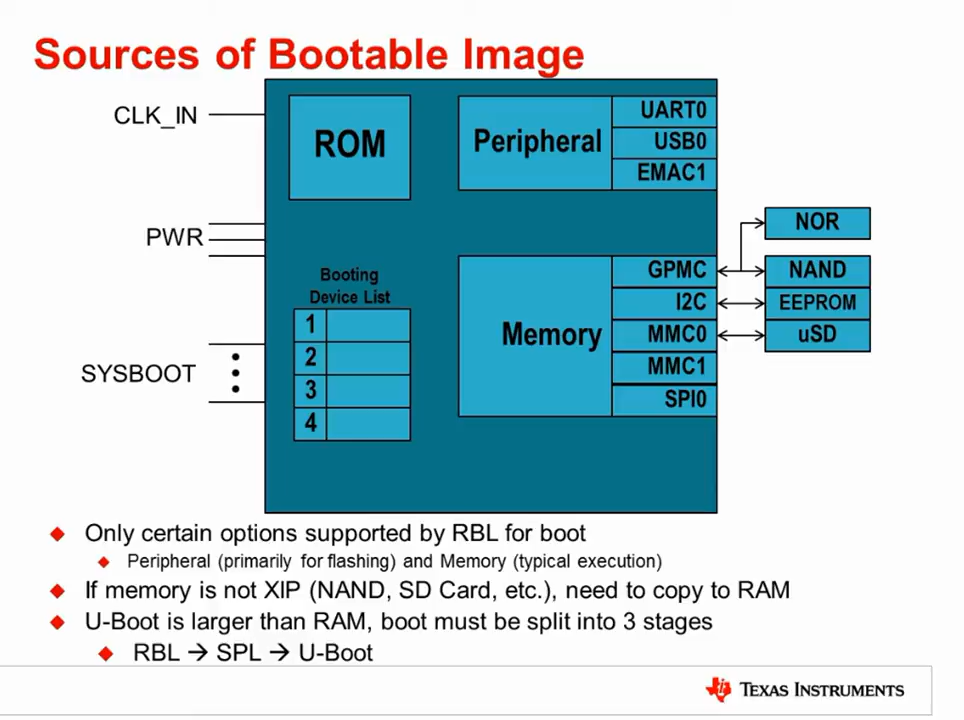 Sources of Bootable Image
CLK_IN
PWR
SYSBOOT
ROM
Booting
Device List
1
2
3
4
Peripheral
UART0
USB0
EMAC1
Memory
GPMC
I2C
MMC0
MMC1
SPI0
NOR
NAND
EEPROM
uSD
Only certain options supported by RBL for boot
Peripheral (primarily for flashing) and Memory (typical execution)
If memory is not XIP (NAND, SD Card, etc.), need to copy to RAM
U-Boot is larger than RAM, boot must be split into 3 stages
RBL → SPL → U-Boot
TEXAS INSTRUMENTS